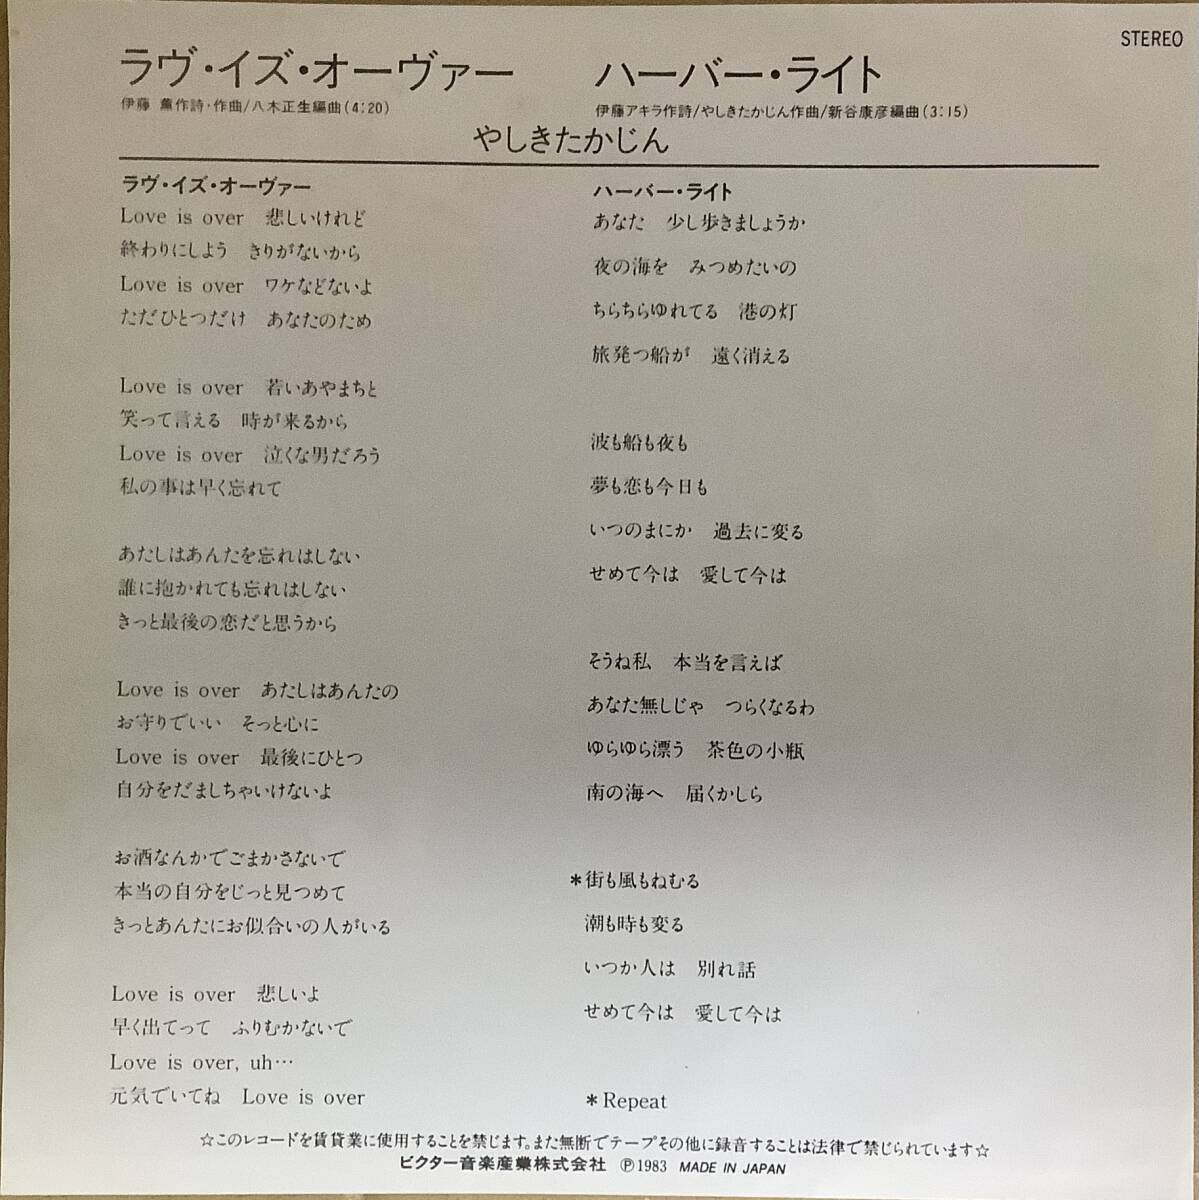 STEREO
ラヴ・イズ・オーヴァー
伊藤 薫作詩・作曲/八木正生編曲(4:20)
ハーバー・ライト
伊藤アキラ作詩/やしきたかじん作曲/新谷康彦編曲(3:15)
やしきたかじん
ラヴ・イズ・オーヴァー
Love is over 悲しいけれど
終わりにしよう きりがないから
Love is over ワケなどないよ
ただひとつだけ あなたのため
Love is over 若いあやまちと
笑って言える 時が来るから
Love is over 泣くな男だろう
私の事は早く忘れて
あたしはあんたを忘れはしない
誰に抱かれても忘れはしない
きっと最後の恋だと思うから
Love is over あたしはあんたの
お守りでいい そっと心に
Love is over 最後にひとつ
自分をだましちゃいけないよ
お酒なんかでごまかさないで
本当の自分をじっと見つめて
きっとあんたにお似合いの人がいる
Love is over 悲しいよ
早く出てって ふりむかないで
Love is over, uh…
元気でいてね Love is over
ハーバー・ライト
あなた 少し歩きましょうか
夜の海を みつめたいの
ちらちらゆれてる 港の灯
旅発つ船が 遠く消える
波も船も夜も
夢も恋も今日も
いつのまにか 過去に変る
せめて今は 愛して今は
そうね私 本当を言えば
あなた無しじゃ つらくなるわ
ゆらゆら漂う 茶色の小瓶
南の海へ 届くかしら
*街も風もねむる
潮も時も変る
いつか人は 別れ話
せめて今は 愛して今は
*Repeat
☆このレコードを賃貸業に使用することを禁じます。また無断でテープその他に録音することは法律で禁じられています☆
ビクター音楽産業株式会社 Ⓟ1983 MADE IN JAPAN